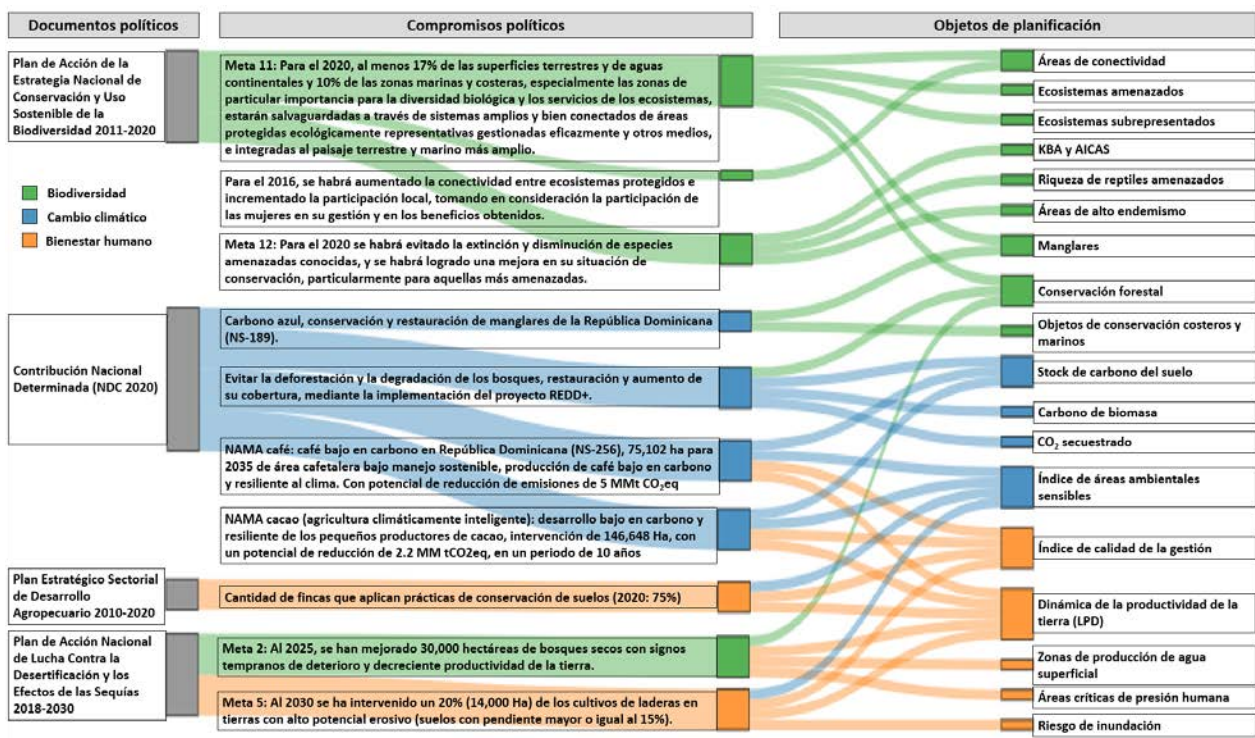 Documentos políticos
Compromisos políticos
Objetos de planificación
Plan de Acción de la
Estrategia Nacional de
Conservación y Uso
Sostenible de la
Biodiversidad 2011-2020
Biodiversidad
Cambio climático
Bienestar humano
Contribución Nacional
Determinada (NDC 2020)
Plan Estratégico Sectorial
de Desarrollo
Agropecuario 2010-2020
Plan de Acción Nacional
de Lucha Contra la
Desertificación y los
Efectos de las Sequías
2018-2030
Meta 11: Para el 2020, al menos 17% de las superficies terrestres y de aguas
continentales y 10% de las zonas marinas y costeras, especialmente las zonas de
particular importancia para la diversidad biológica y los servicios de los ecosistemas,
estarán salvaguardadas a través de sistemas amplios y bien conectados de áreas
protegidas ecológicamente representativas gestionadas eficazmente y otros medios,
e integradas al paisaje terrestre y marino más amplio.
Para el 2016, se habrá aumentado la conectividad entre ecosistemas protegidos e
incrementado la participación local, tomando en consideración la participación de
las mujeres en su gestión y en los beneficios obtenidos.
Meta 12: Para el 2020 se habrá evitado la extinción y disminución de especies
amenazadas conocidas, y se habrá logrado una mejora en su situación de
conservación, particularmente para aquellas más amenazadas.
Carbono azul, conservación y restauración de manglares de la República Dominicana
(NS-189).
Evitar la deforestación y la degradación de los bosques, restauración y aumento de
su cobertura, mediante la implementación del proyecto REDD+.
NAMA café: café bajo en carbono en República Dominicana (NS-256), 75,102 ha para
2035 de área cafetalera bajo manejo sostenible, producción de café bajo en carbono
y resiliente al clima. Con potencial de reducción de emisiones de 5 MMt CO₂eq
NAMA cacao (agricultura climáticamente inteligente): desarrollo bajo en carbono y
resiliente de los pequeños productores de cacao, intervención de 146,648 Ha, con
un potencial de reducción de 2.2 MM tCO2eq, en un periodo de 10 años
Cantidad de fincas que aplican prácticas de conservación de suelos (2020: 75%)
Meta 2: Al 2025, se han mejorado 30,000 hectáreas de bosques secos con signos
tempranos de deterioro y decreciente productividad de la tierra.
Meta 5: Al 2030 se ha intervenido un 20% (14,000 Ha) de los cultivos de laderas en
tierras con alto potencial erosivo (suelos con pendiente mayor o igual al 15%).
Áreas de conectividad
Ecosistemas amenazados
Ecosistemas subrepresentados
KBA y AICAS
Riqueza de reptiles amenazados
Áreas de alto endemismo
Manglares
Conservación forestal
Objetos de conservación costeros y
marinos
Stock de carbono del suelo
Carbono de biomasa
CO₂ secuestrado
Índice de áreas ambientales
sensibles
Índice de calidad de la gestión
Dinámica de la productividad de la
tierra (LPD)
Zonas de producción de agua
superficial
Áreas críticas de presión humana
Riesgo de inundación